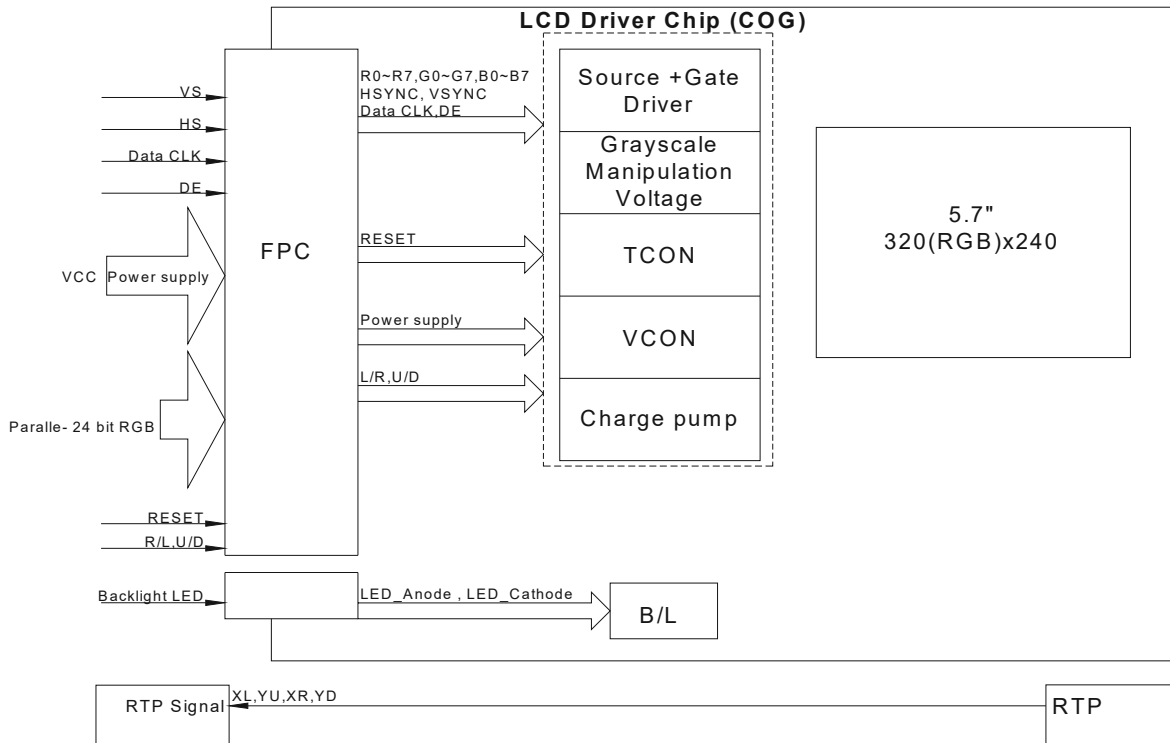 LCD Driver Chip (COG)
VS
HS
Data CLK
DE
VCC Power supply
Paralle- 24 bit RGB
RESET
R/L,U/D
Backlight LED
FPC
R0~R7,G0~G7,B0~B7
HSYNC, VSYNC
Data CLK,DE
RESET
Power supply
L/R,U/D
LED_Anode , LED_Cathode
Source +Gate
Driver
Grayscale
Manipulation
Voltage
TCON
VCON
Charge pump
5.7"
320(RGB)x240
B/L
RTP Signal
XL,YU,XR,YD
RTP